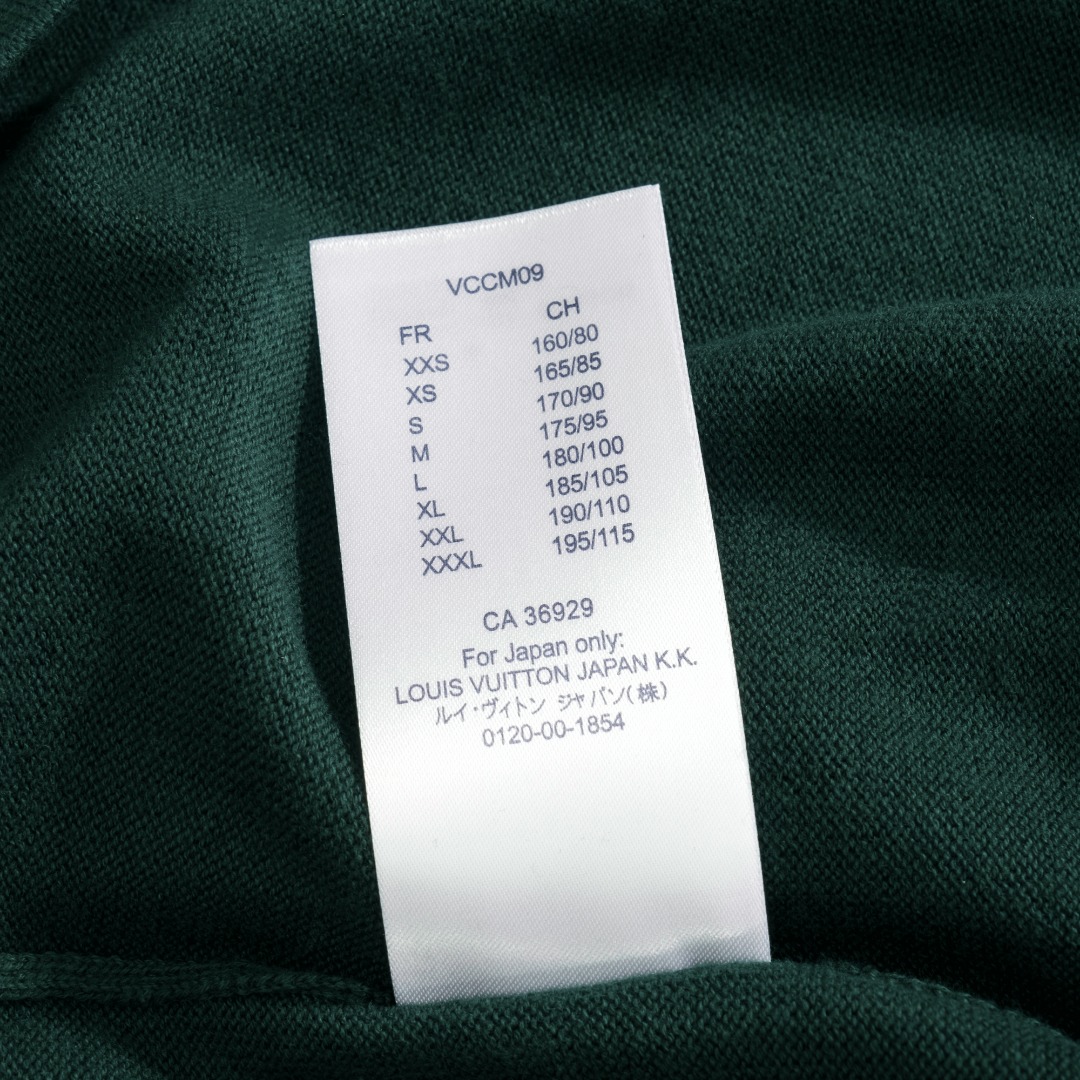 VCCM09
FR CH
XXS 160/80
XS 165/85
S 170/90
M 175/95
L 180/100
XL 185/105
XXL 190/110
XXXL 195/115
CA 36929
For Japan only:
LOUIS VUITTON JAPAN K.K.
ルイ・ヴィトン ジャパン(株)
0120-00-1854